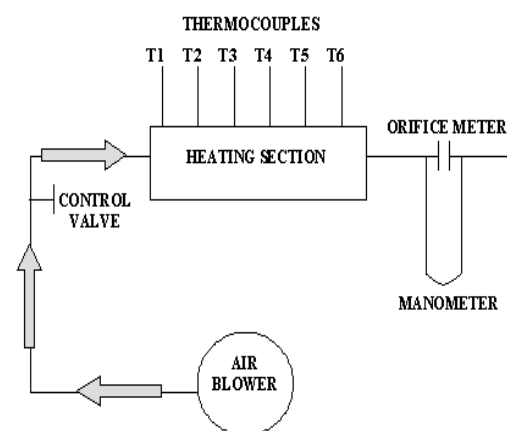 THERMOCOUPLES
T1 T2 T3 T4 T5 T6
ORIFICE METER
HEATING SECTION
CONTROL
VALVE
MANOMETER
AIR
BLOWER